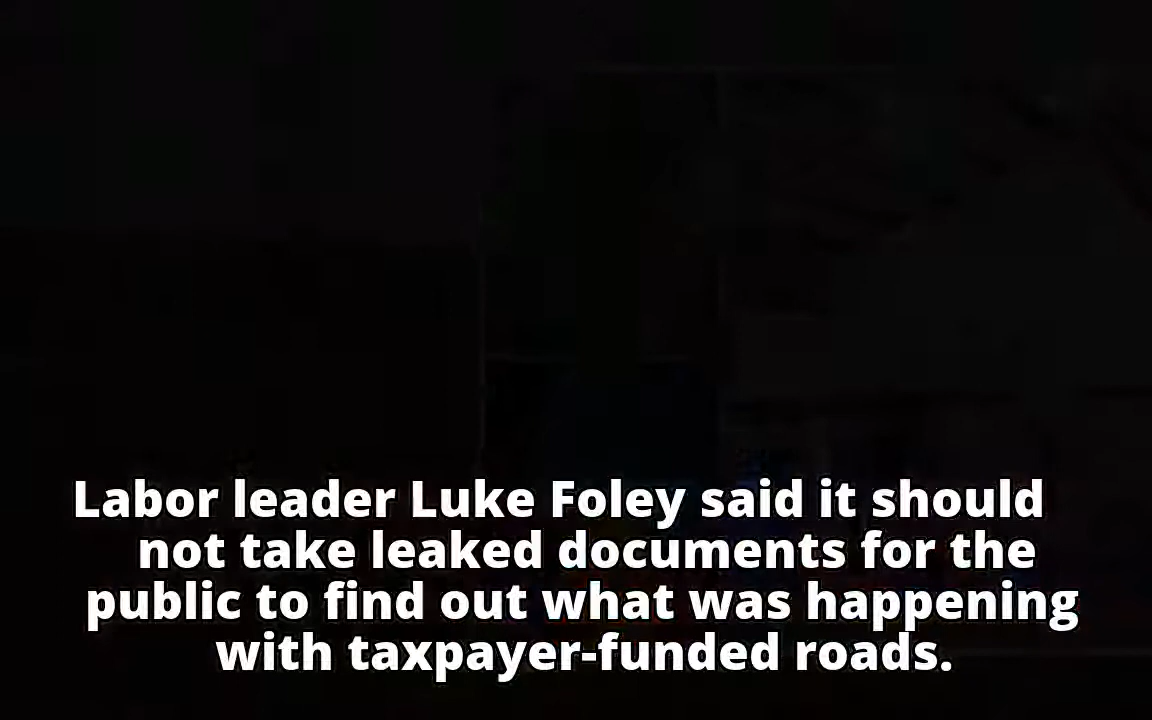 Labor leader Luke Foley said it should
not take leaked documents for the
public to find out what was happening
with taxpayer-funded roads.